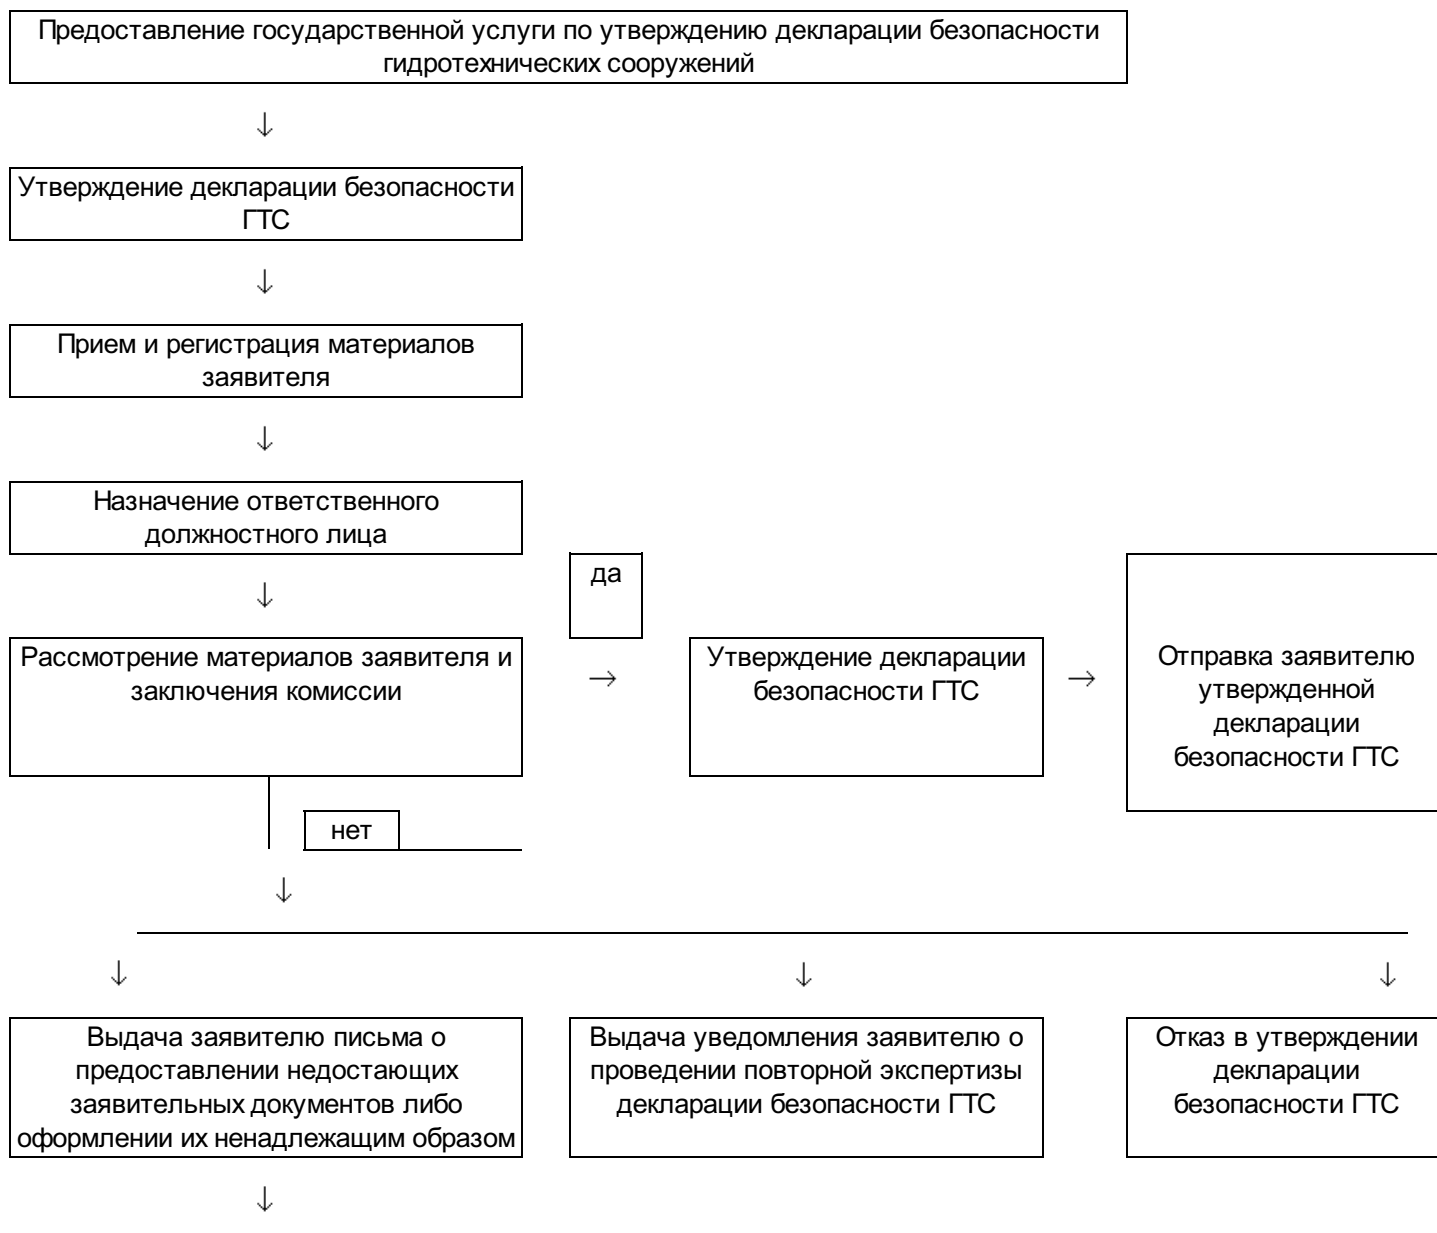 Предоставление государственной услуги по утверждению декларации безопасности
гидротехнических сооружений
↓
Утверждение декларации безопасности
ГТС
↓
Прием и регистрация материалов
заявителя
↓
Назначение ответственного
должностного лица
↓
да
Рассмотрение материалов заявителя и
заключения комиссии
→
Утверждение декларации
безопасности ГТС
→
Отправка заявителю
утвержденной
декларации
безопасности ГТС
нет
↓
↓
↓
↓
Выдача заявителю письма о
предоставлении недостающих
заявительных документов либо
оформлении их ненадлежащим образом
Выдача уведомления заявителю о
проведении повторной экспертизы
декларации безопасности ГТС
Отказ в утверждении
декларации
безопасности ГТС
↓